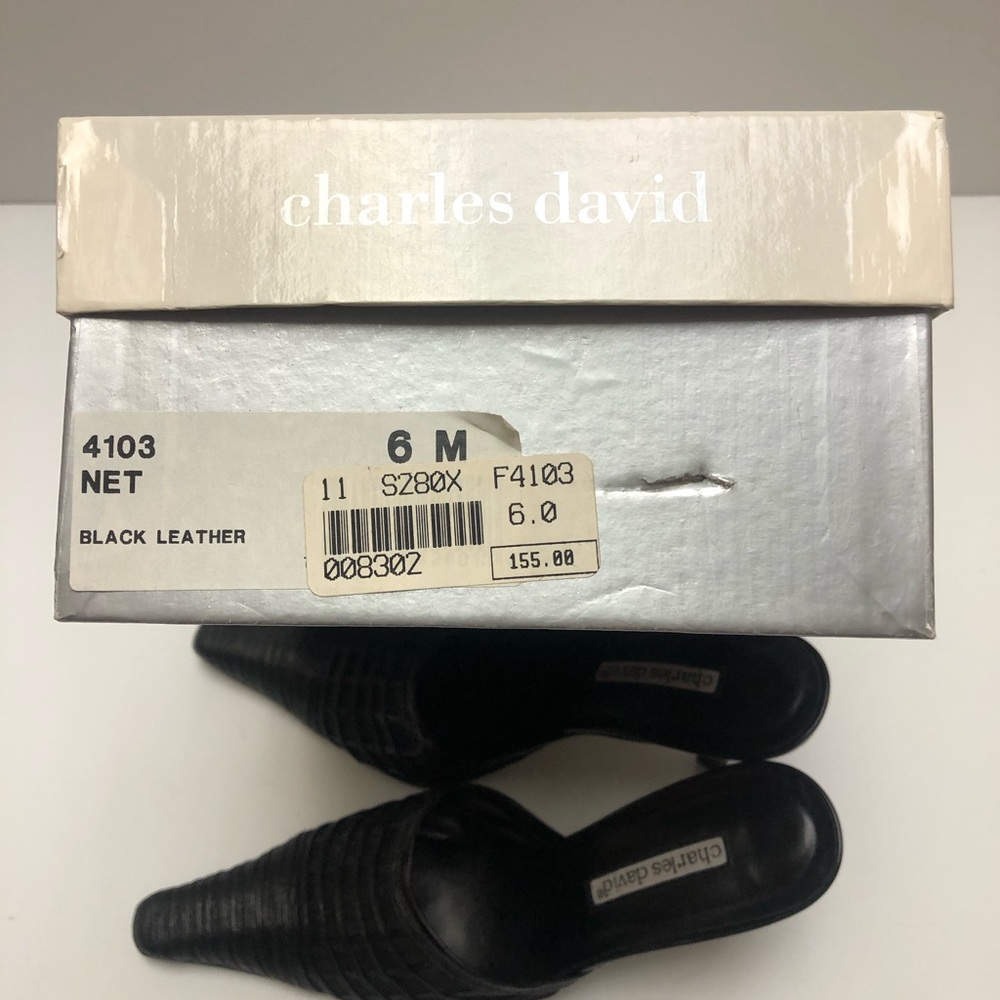 charles david
4103
NET
6 M
BLACK LEATHER
11 SZ80X F4103
6.0
008302
155.00
charles david
charles david®